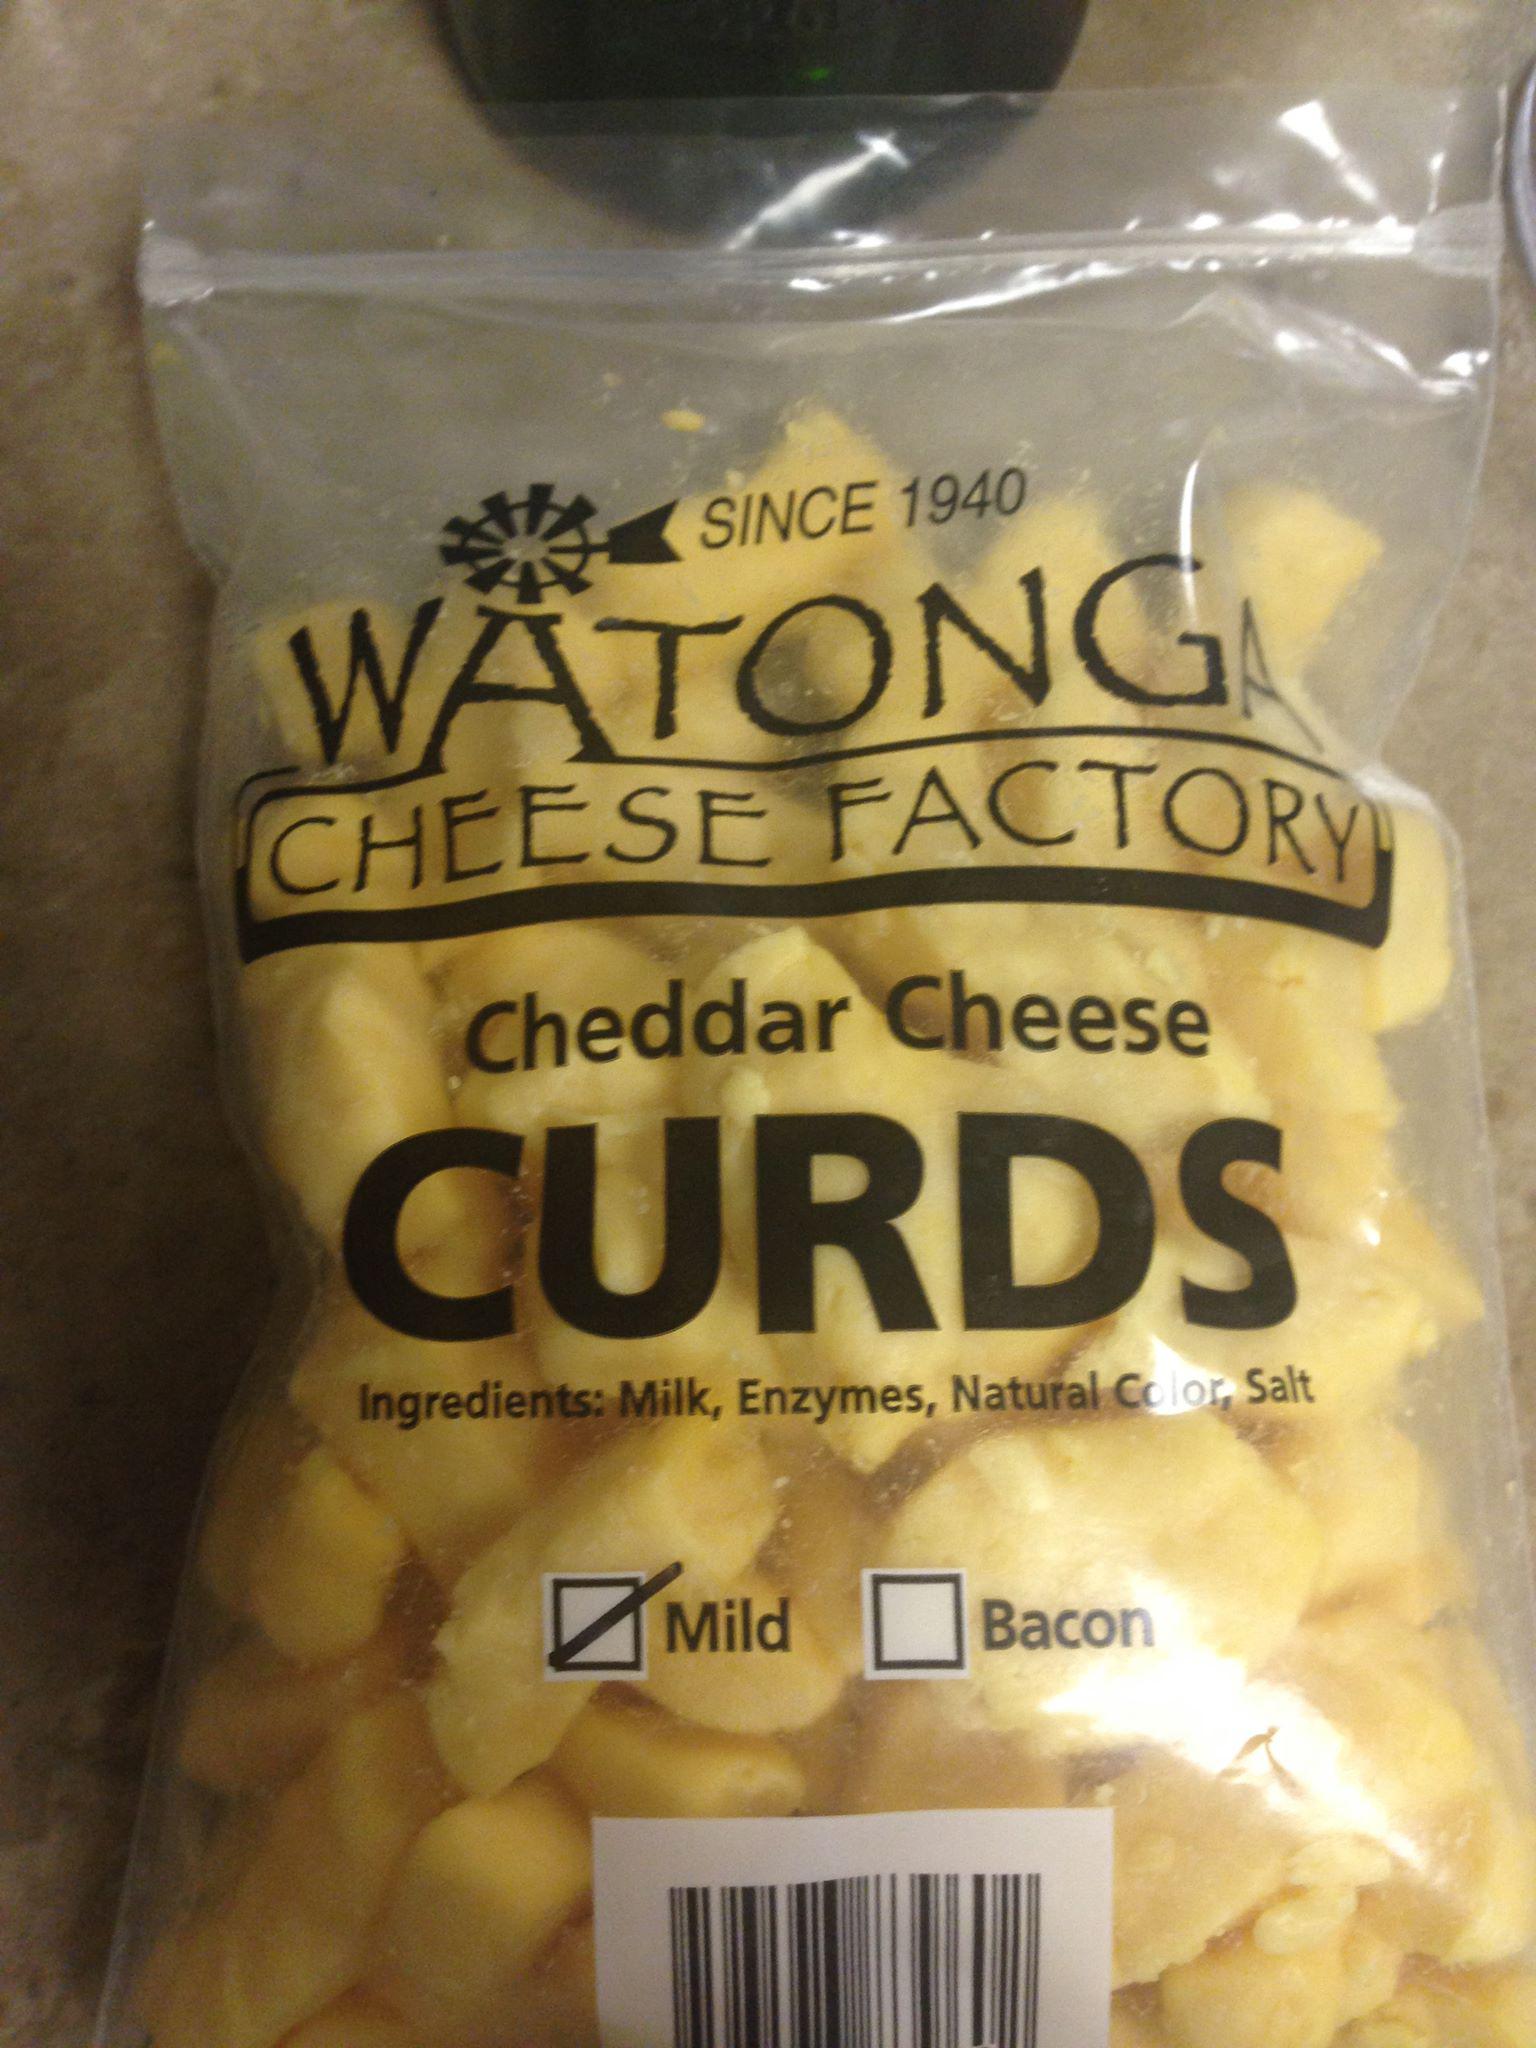 SINCE 1940
WATONGA
CHEESE FACTORY
Cheddar Cheese
CURDS
Ingredients: Milk, Enzymes, Natural Color, Salt
Mild Bacon